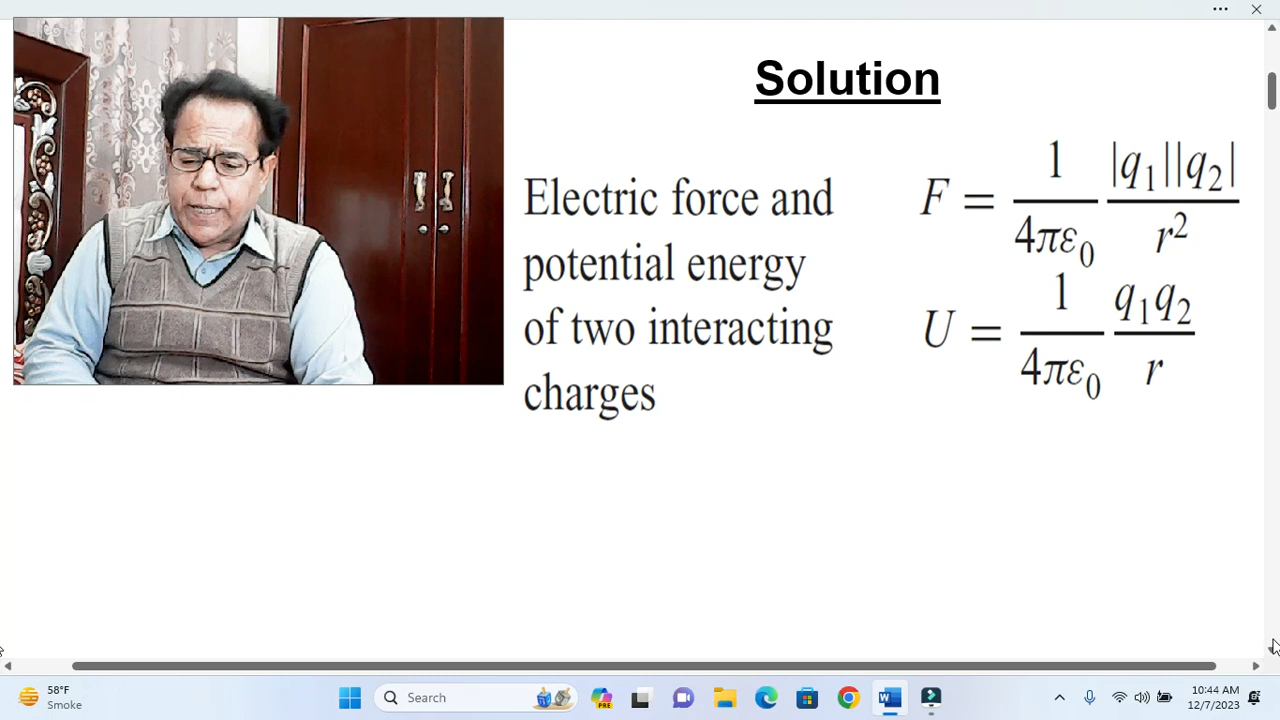 Solution
Electric force and
potential energy
of two interacting
charges
F = 1/4πε₀ |q₁||q₂|/r²
U = 1/4πε₀ q₁q₂/r
58°F
Smoke
Search
PRE
10:44 AM
12/7/2023